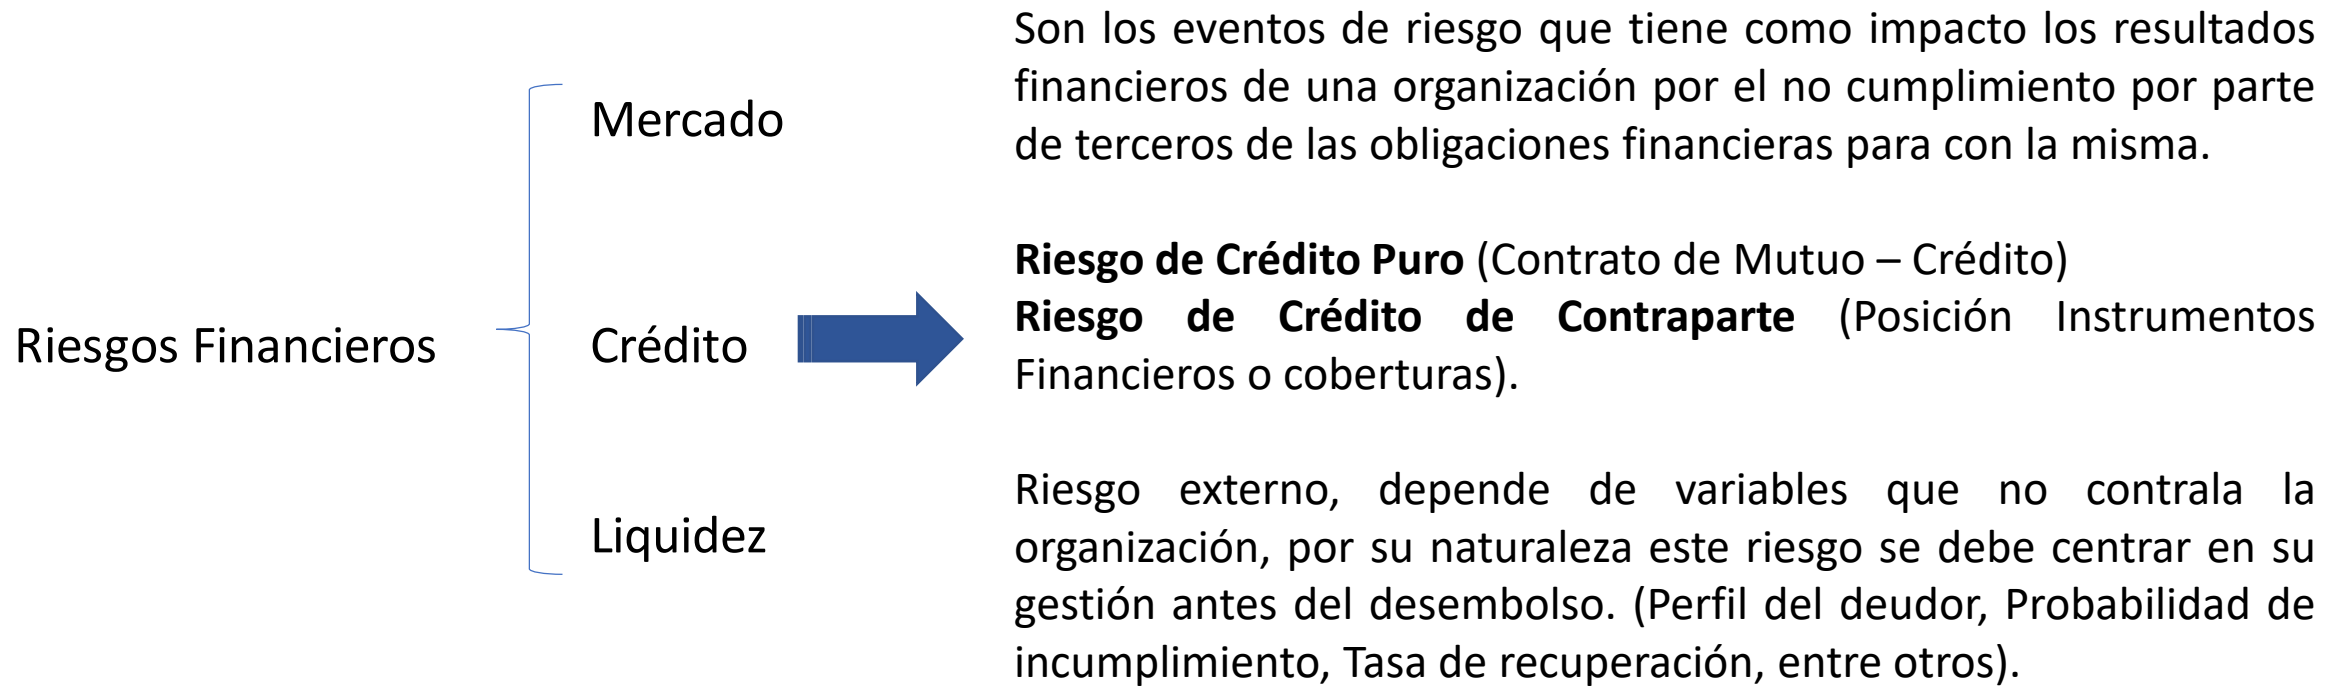 Riesgos Financieros
Mercado
Crédito
Liquidez
Son los eventos de riesgo que tiene como impacto los resultados
financieros de una organización por el no cumplimiento por parte
de terceros de las obligaciones financieras para con la misma.
Riesgo de Crédito Puro (Contrato de Mutuo – Crédito)
Riesgo de Crédito de Contraparte (Posición Instrumentos
Financieros o coberturas).
Riesgo externo, depende de variables que no contrala la
organización, por su naturaleza este riesgo se debe centrar en su
gestión antes del desembolso. (Perfil del deudor, Probabilidad de
incumplimiento, Tasa de recuperación, entre otros).